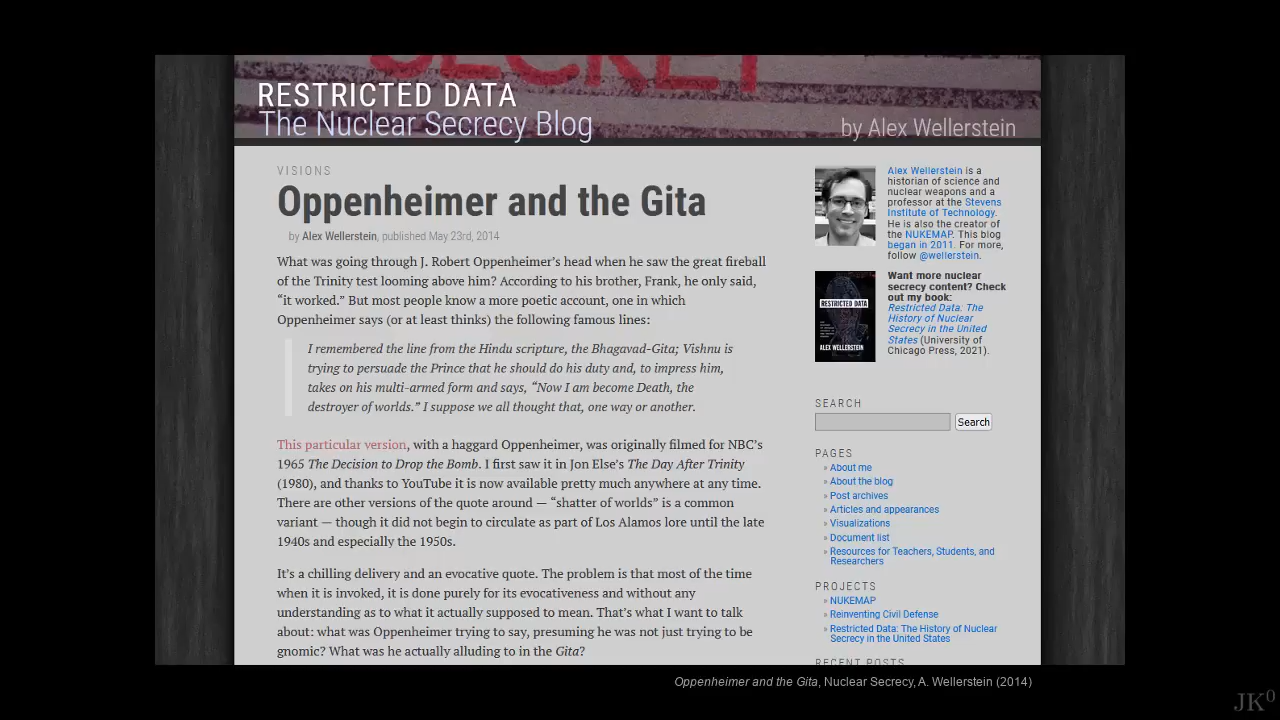 SECRET
RESTRICTED DATA
The Nuclear Secrecy Blog
by Alex Wellerstein
VISIONS
Oppenheimer and the Gita
by Alex Wellerstein, published May 23rd, 2014
What was going through J. Robert Oppenheimer’s head when he saw the great fireball
of the Trinity test looming above him? According to his brother, Frank, he only said,
“it worked.” But most people know a more poetic account, one in which
Oppenheimer says (or at least thinks) the following famous lines:
I remembered the line from the Hindu scripture, the Bhagavad-Gita; Vishnu is
trying to persuade the Prince that he should do his duty and, to impress him,
takes on his multi-armed form and says, “Now I am become Death, the
destroyer of worlds.” I suppose we all thought that, one way or another.
This particular version, with a haggard Oppenheimer, was originally filmed for NBC’s
1965 The Decision to Drop the Bomb. I first saw it in Jon Else’s The Day After Trinity
(1980), and thanks to YouTube it is now available pretty much anywhere at any time.
There are other versions of the quote around — “shatter of worlds” is a common
variant — though it did not begin to circulate as part of Los Alamos lore until the late
1940s and especially the 1950s.
It’s a chilling delivery and an evocative quote. The problem is that most of the time
when it is invoked, it is done purely for its evocativeness and without any
understanding as to what it actually supposed to mean. That’s what I want to talk
about: what was Oppenheimer trying to say, presuming he was not just trying to be
gnomic? What was he actually alluding to in the Gita?
Alex Wellerstein is a
historian of science and
nuclear weapons and a
professor at the Stevens
Institute of Technology.
He is also the creator of
the NUKEMAP. This blog
began in 2011. For more,
follow @wellerstein.
RESTRICTED DATA
ALEX WELLERSTEIN
Want more nuclear
secrecy content? Check
out my book:
Restricted Data: The
History of Nuclear
Secrecy in the United
States (University of
Chicago Press, 2021).
SEARCH
Search
PAGES
» About me
» About the blog
» Post archives
» Articles and appearances
» Visualizations
» Document list
» Resources for Teachers, Students, and
Researchers
PROJECTS
» NUKEMAP
» Reinventing Civil Defense
» Restricted Data: The History of Nuclear
Secrecy in the United States
RECENT POSTS
Oppenheimer and the Gita, Nuclear Secrecy, A. Wellerstein (2014)
JK0